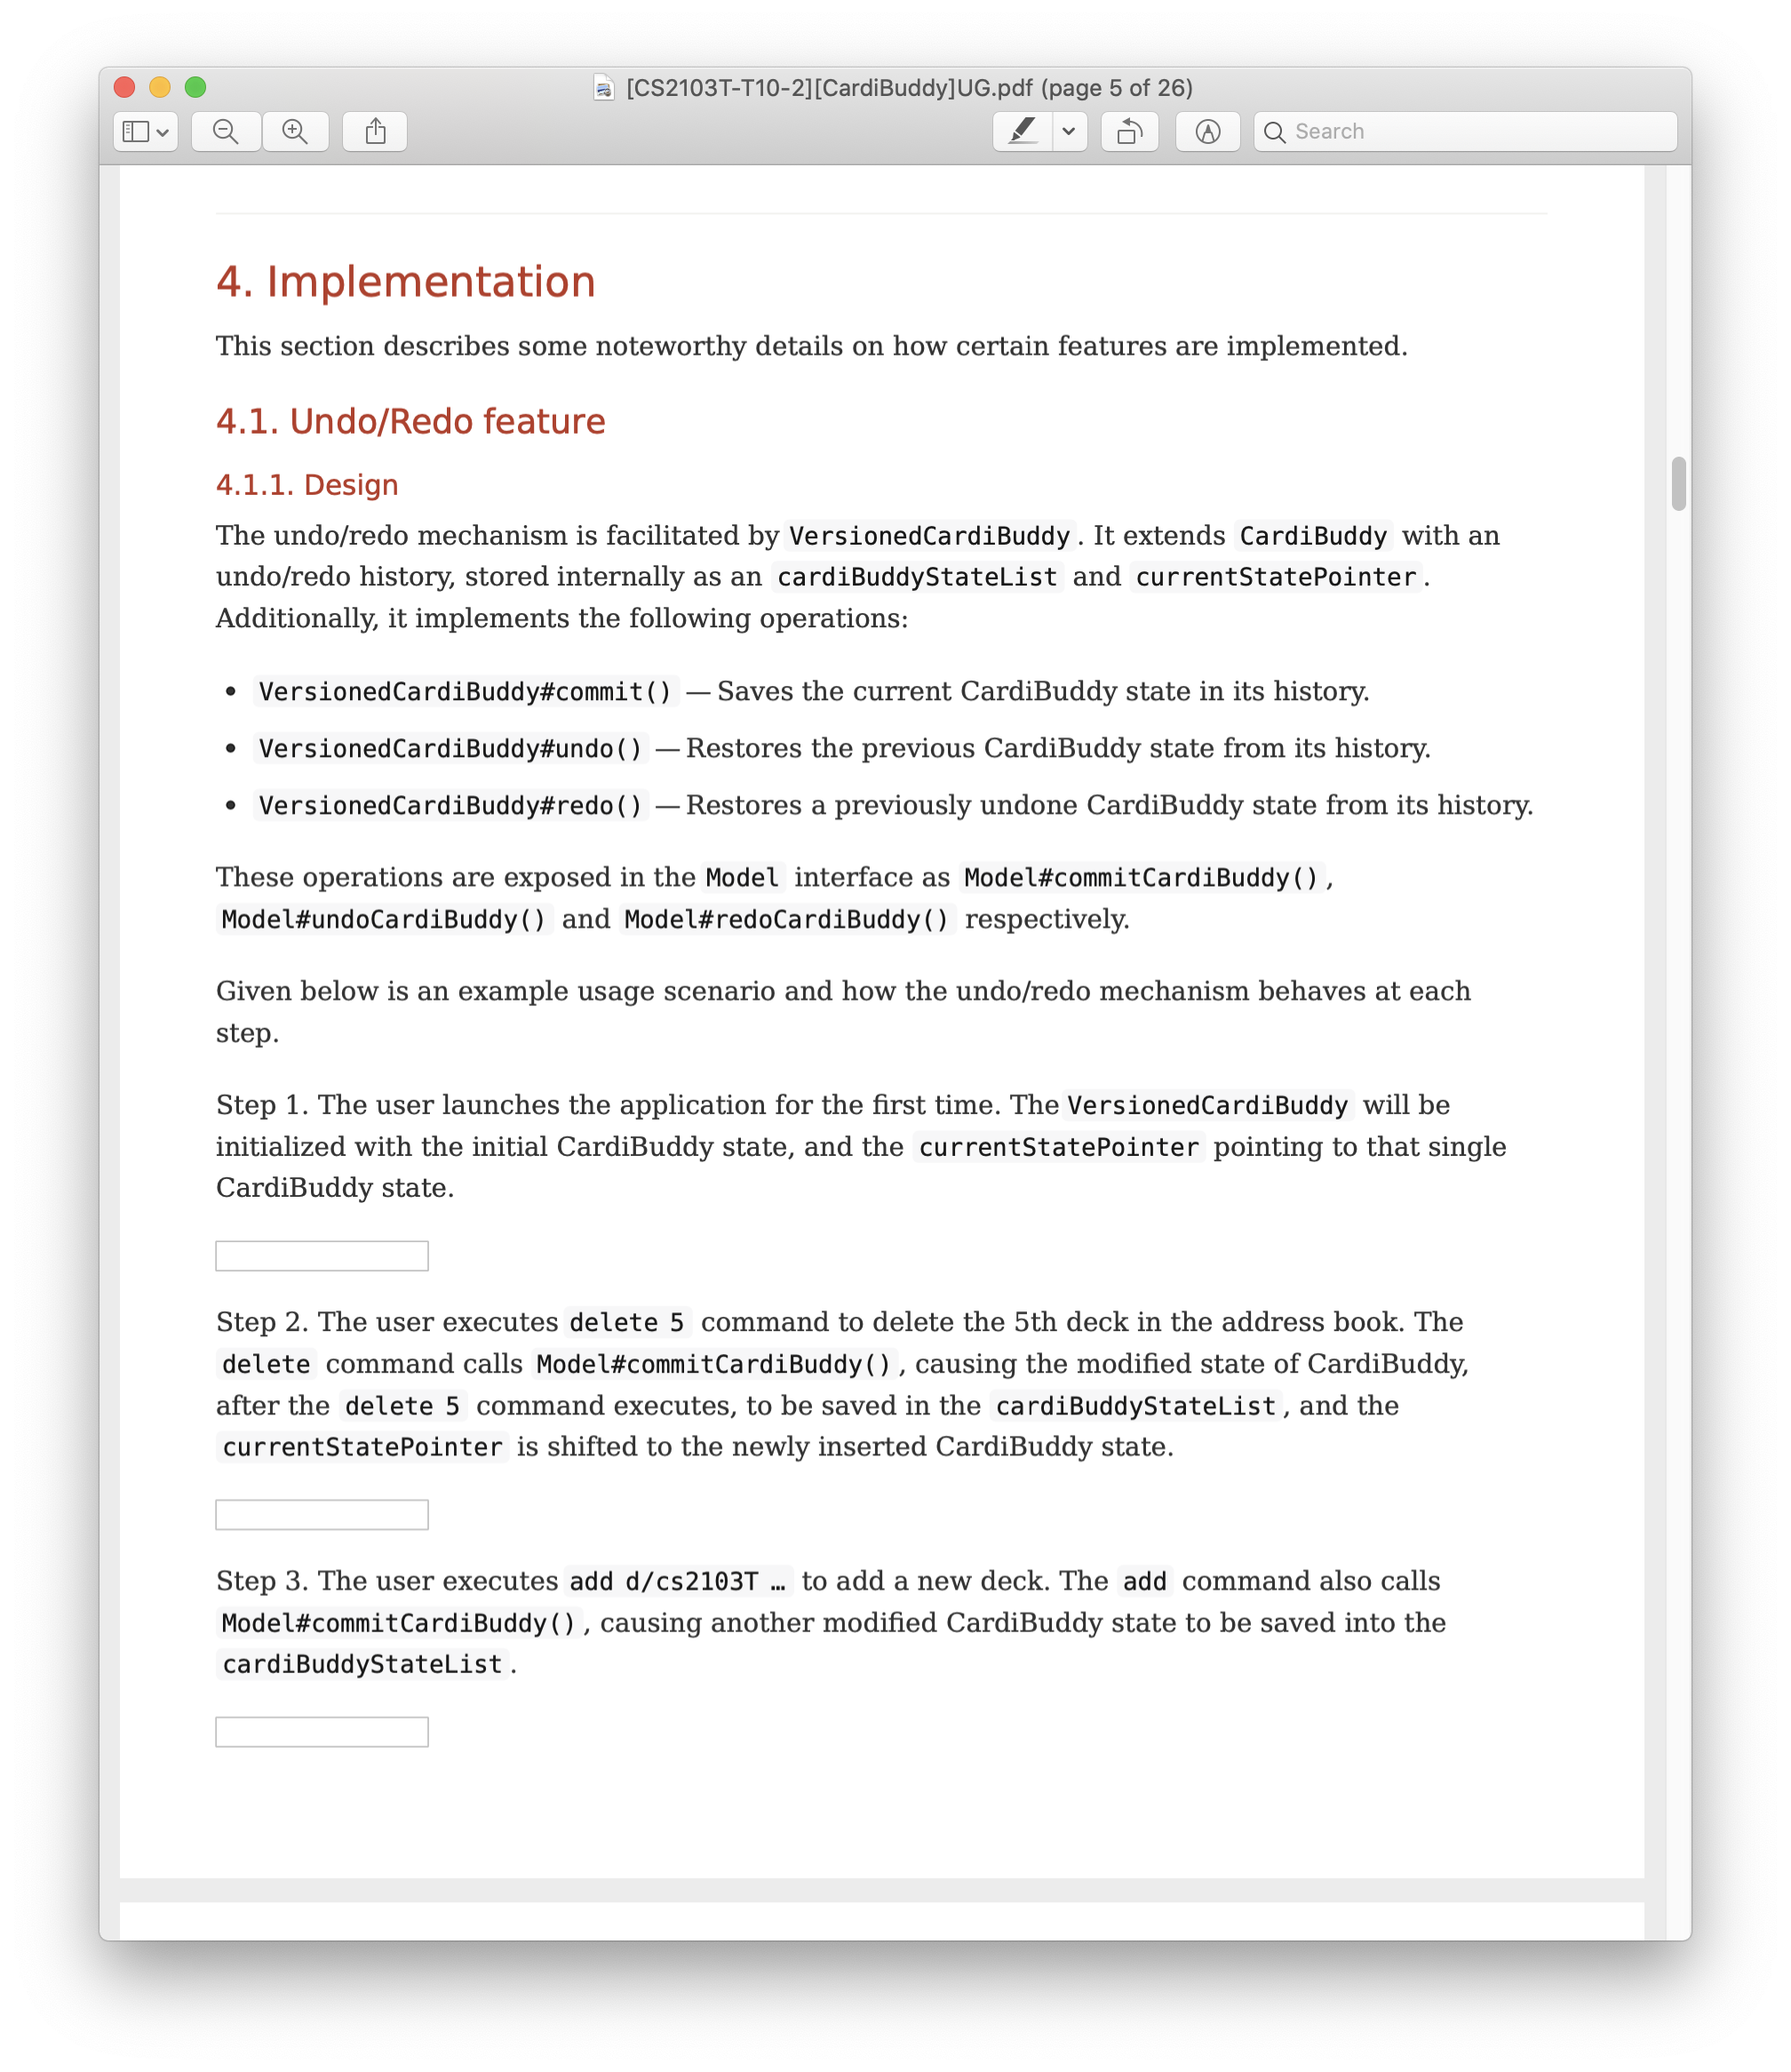 [CS2103T-T10-2][CardiBuddy]UG.pdf (page 5 of 26)
Search
4. Implementation
This section describes some noteworthy details on how certain features are implemented.
4.1. Undo/Redo feature
4.1.1. Design
The undo/redo mechanism is facilitated by VersionedCardiBuddy. It extends CardiBuddy with an
undo/redo history, stored internally as an cardiBuddyStateList and currentStatePointer.
Additionally, it implements the following operations:
• VersionedCardiBuddy#commit() — Saves the current CardiBuddy state in its history.
• VersionedCardiBuddy#undo() — Restores the previous CardiBuddy state from its history.
• VersionedCardiBuddy#redo() — Restores a previously undone CardiBuddy state from its history.
These operations are exposed in the Model interface as Model#commitCardiBuddy(),
Model#undoCardiBuddy() and Model#redoCardiBuddy() respectively.
Given below is an example usage scenario and how the undo/redo mechanism behaves at each
step.
Step 1. The user launches the application for the first time. The VersionedCardiBuddy will be
initialized with the initial CardiBuddy state, and the currentStatePointer pointing to that single
CardiBuddy state.
Step 2. The user executes delete 5 command to delete the 5th deck in the address book. The
delete command calls Model#commitCardiBuddy(), causing the modified state of CardiBuddy,
after the delete 5 command executes, to be saved in the cardiBuddyStateList, and the
currentStatePointer is shifted to the newly inserted CardiBuddy state.
Step 3. The user executes add d/cs2103T … to add a new deck. The add command also calls
Model#commitCardiBuddy(), causing another modified CardiBuddy state to be saved into the
cardiBuddyStateList.